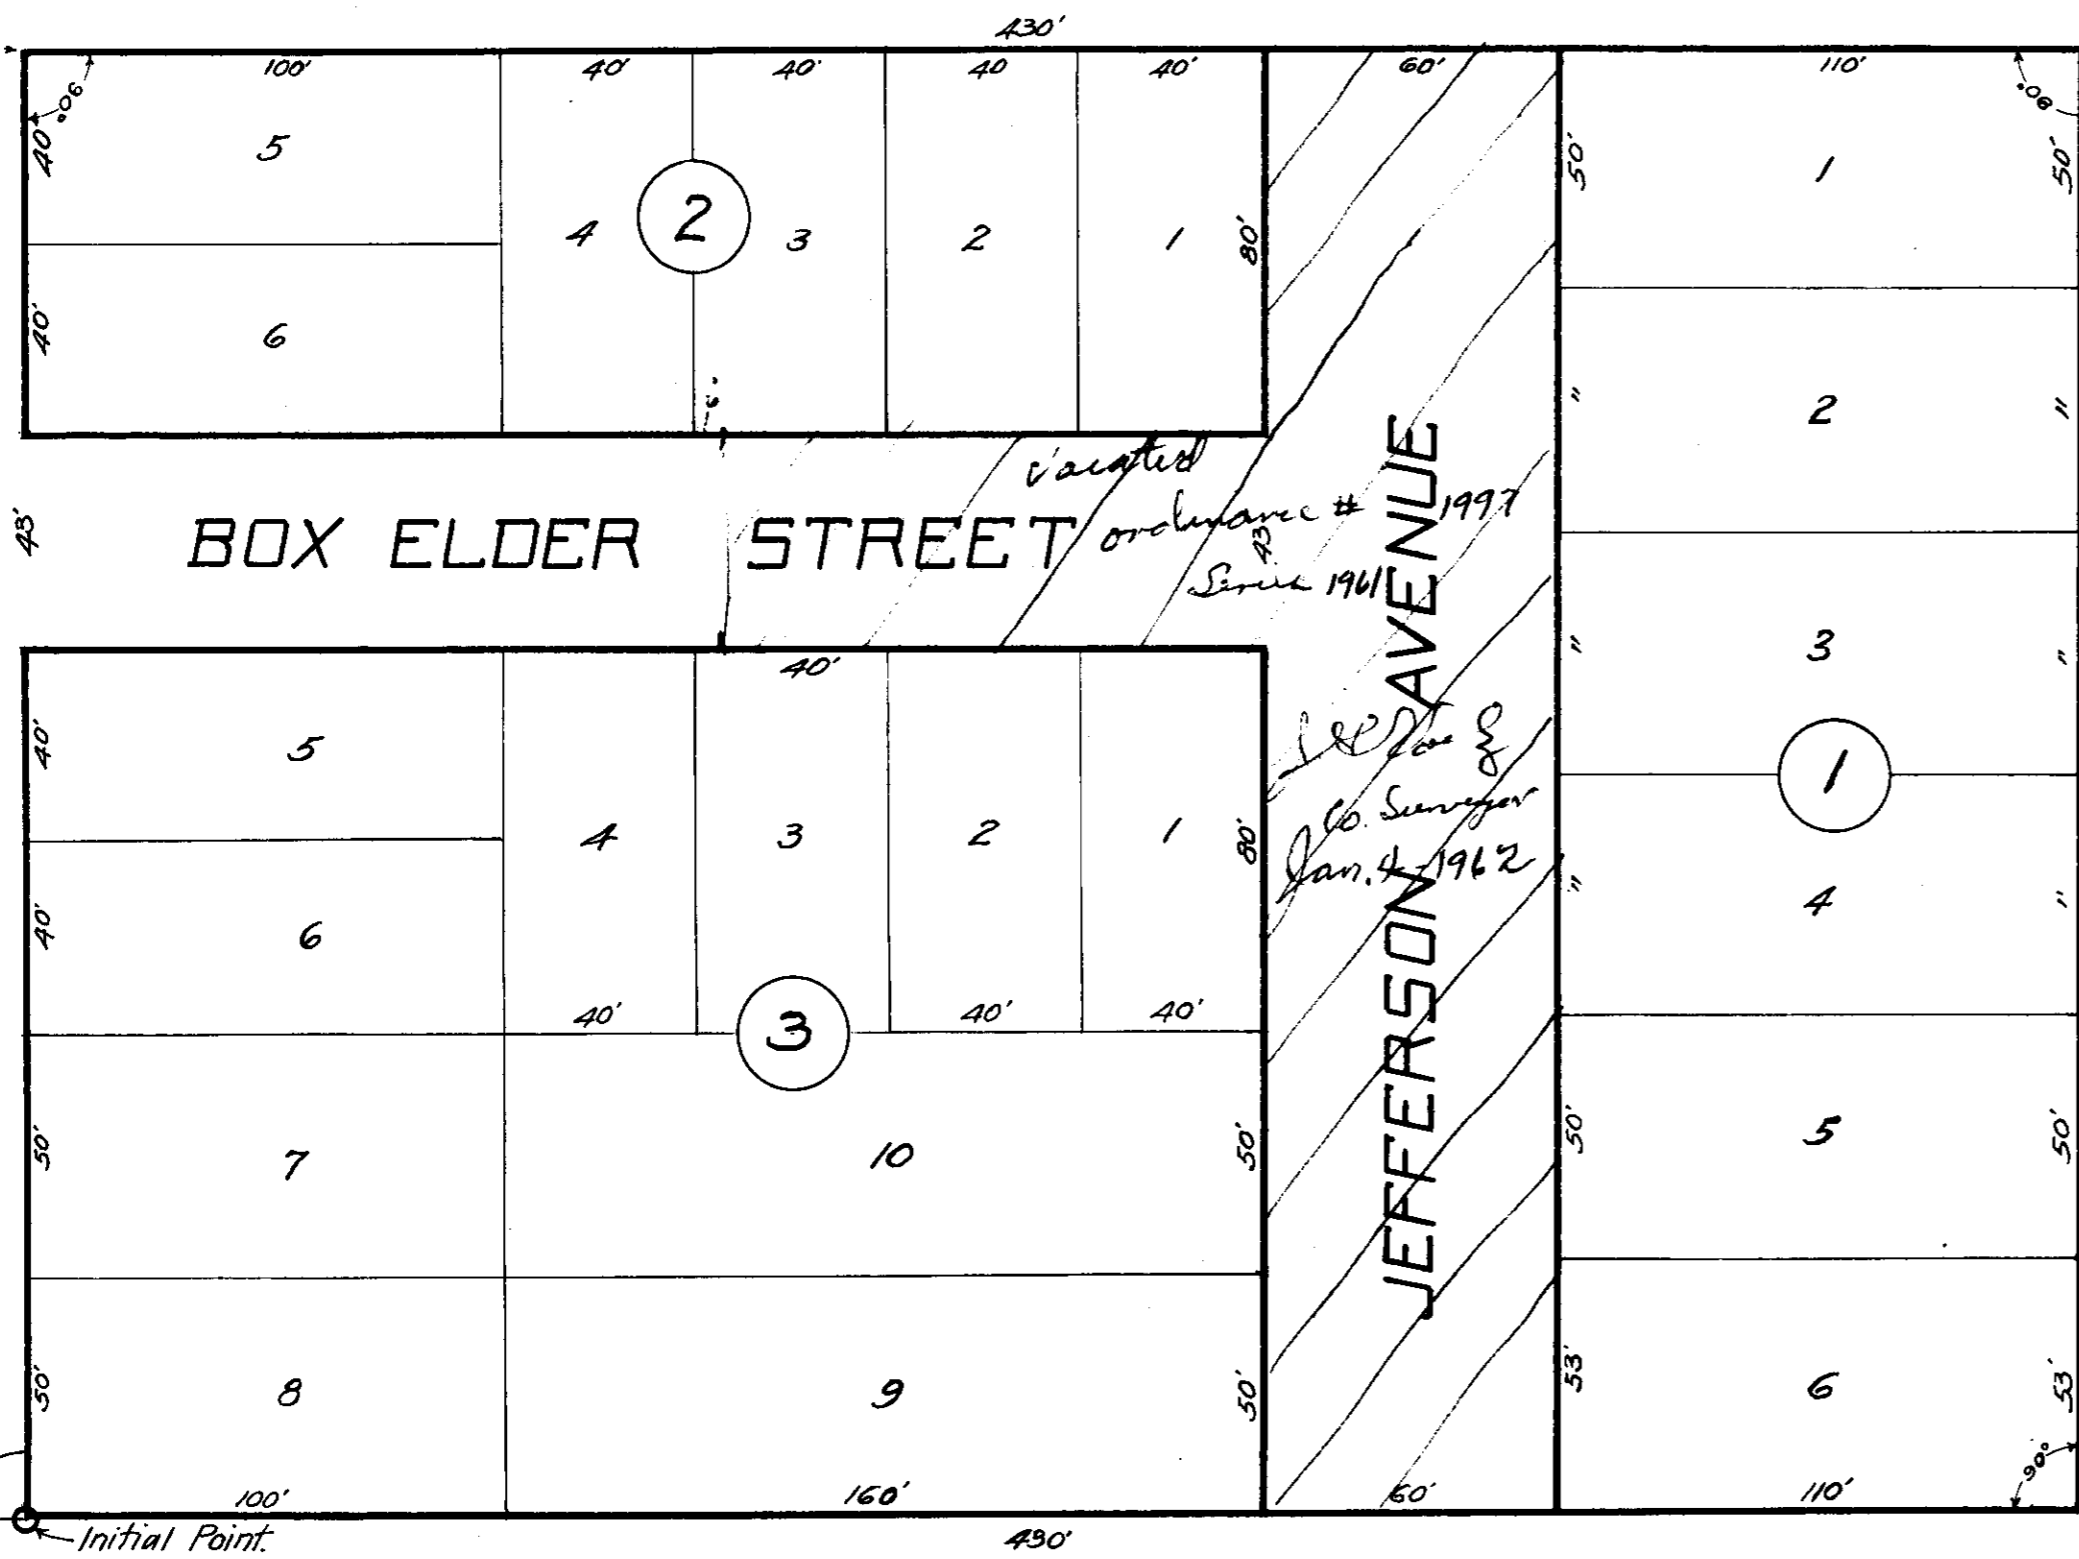 430'
100' 40' 40' 40 40' 60' 110'
90° 90°
40' 5 50' 1 50'
4 2 3 2 1 80'
40' 6
6'
" 2 "
vacated
43' BOX ELDER STREET ordinance # 1997
43'
Series 1961
JEFFERSON AVENUE
" 3 "
40'
40' 5
1
Co. Surveyor
Jan. 4 - 1962
4 3 2 1 80'
" 4 "
40' 6
40' 40' 40'
3
50' 7 10 50' 50' 5 50'
50' 8 9 50' 53' 6 53'
90°
100' 160' 60' 110'
Initial Point. 430'